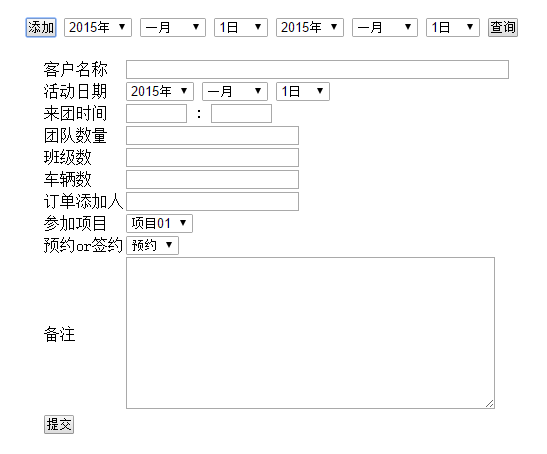 添加 2015年 一月 1日 2015年 一月 1日 查询
客户名称
活动日期 2015年 一月 1日
来团时间 :
团队数量
班级数
车辆数
订单添加人
参加项目 项目01
预约or签约 预约
备注
提交